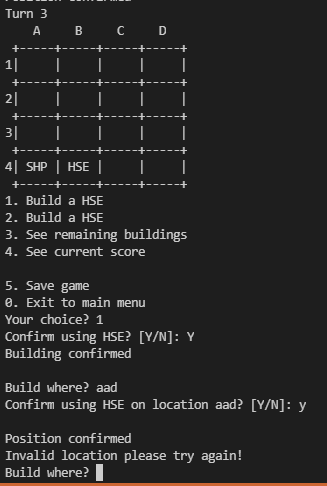 Position confirmed
Turn 3
    A     B     C     D
 +-----+-----+-----+-----+
1|     |     |     |     |
 +-----+-----+-----+-----+
2|     |     |     |     |
 +-----+-----+-----+-----+
3|     |     |     |     |
 +-----+-----+-----+-----+
4| SHP | HSE |     |     |
 +-----+-----+-----+-----+
1. Build a HSE
2. Build a HSE
3. See remaining buildings
4. See current score

5. Save game
0. Exit to main menu
Your choice? 1
Confirm using HSE? [Y/N]: Y
Building confirmed

Build where? aad
Confirm using HSE on location aad? [Y/N]: y

Position confirmed
Invalid location please try again!
Build where?